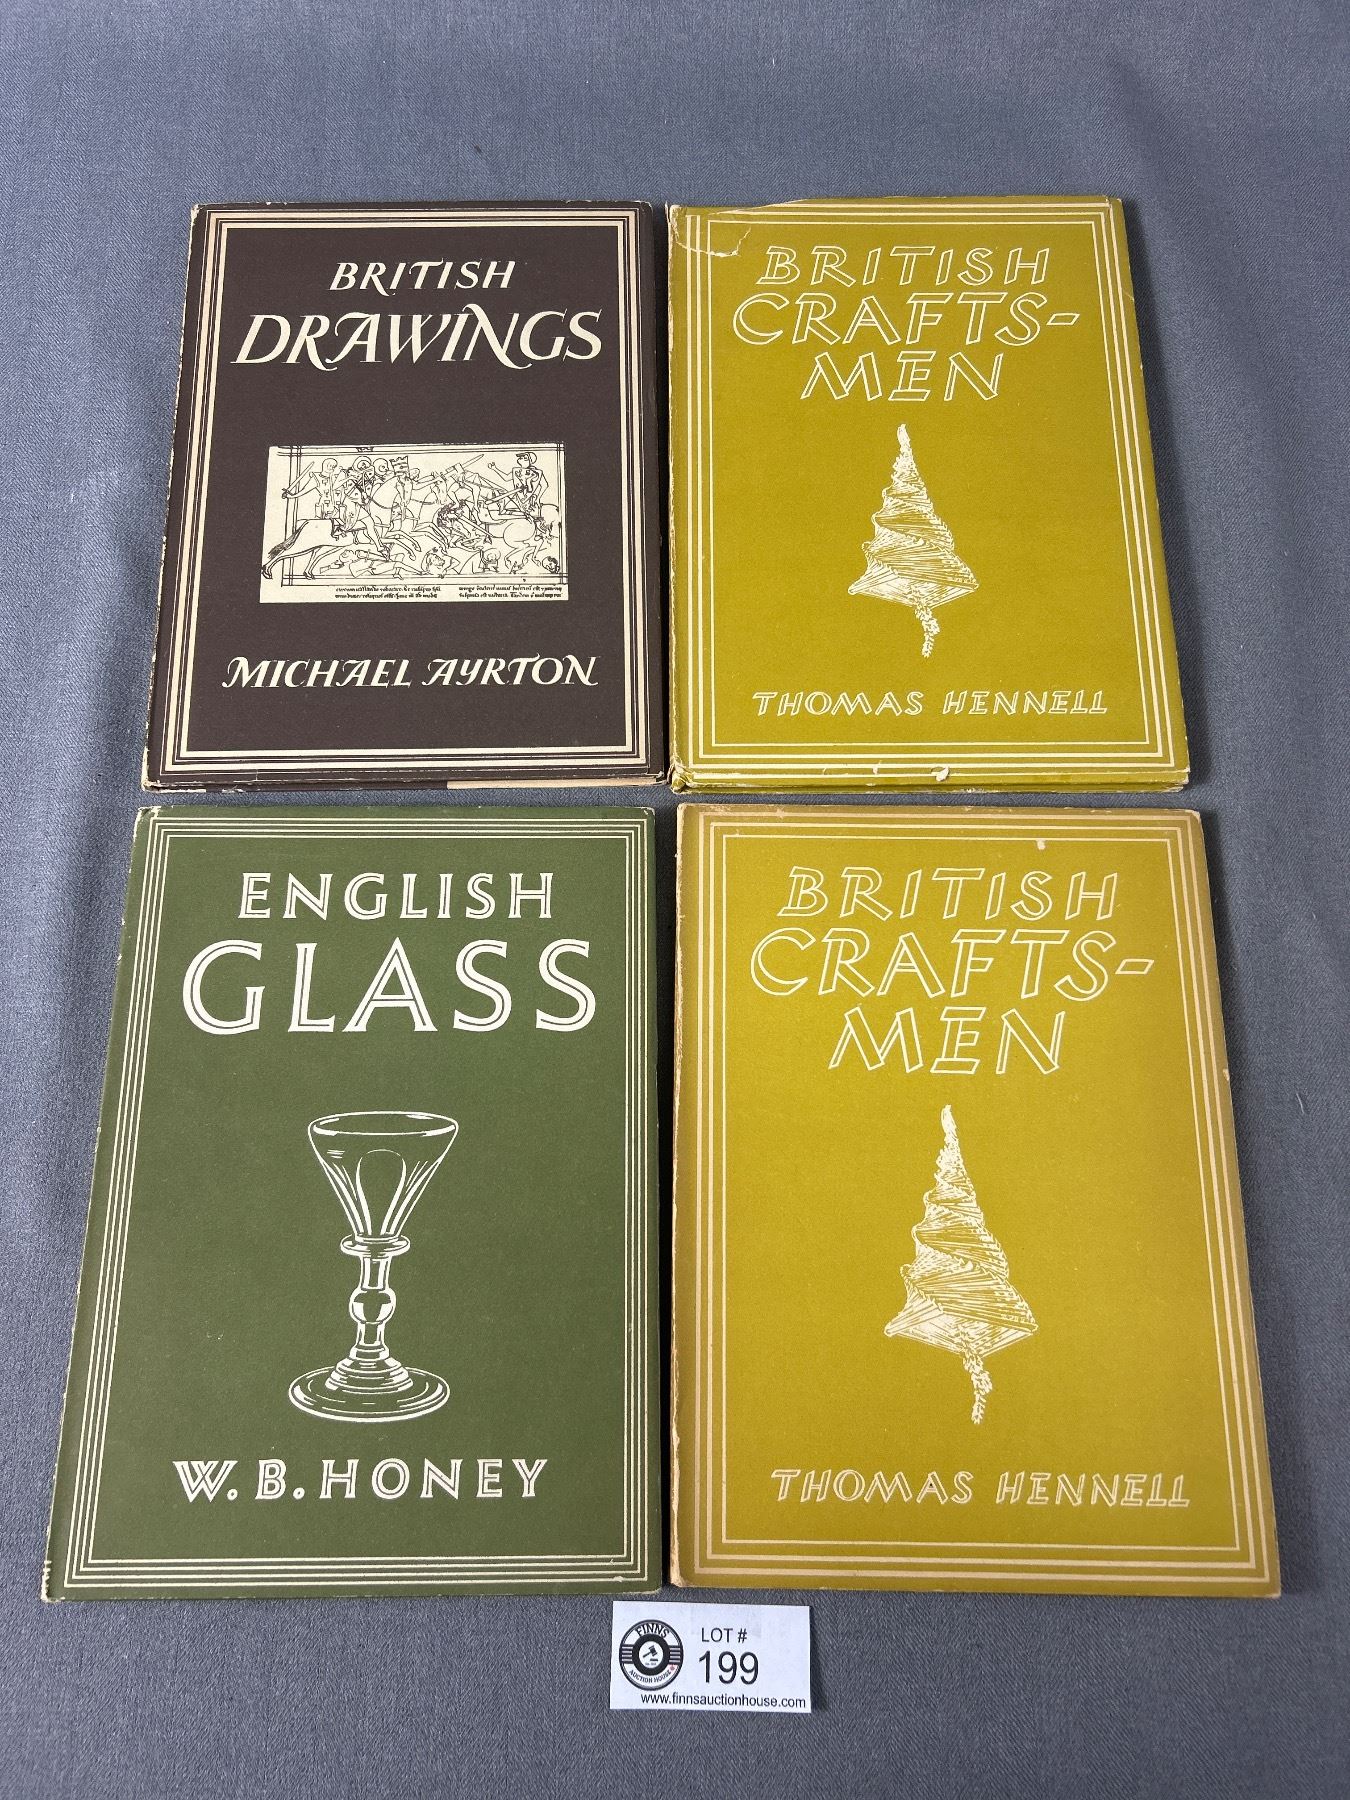 BRITISH
DRAWINGS
MICHAEL AYRTON
BRITISH
CRAFTS-
MEN
THOMAS HENNELL
ENGLISH
GLASS
W. B. HONEY
BRITISH
CRAFTS-
MEN
THOMAS HENNELL
FINNS
AUCTION HOUSE
LOT #
199
www.finnsauctionhouse.com